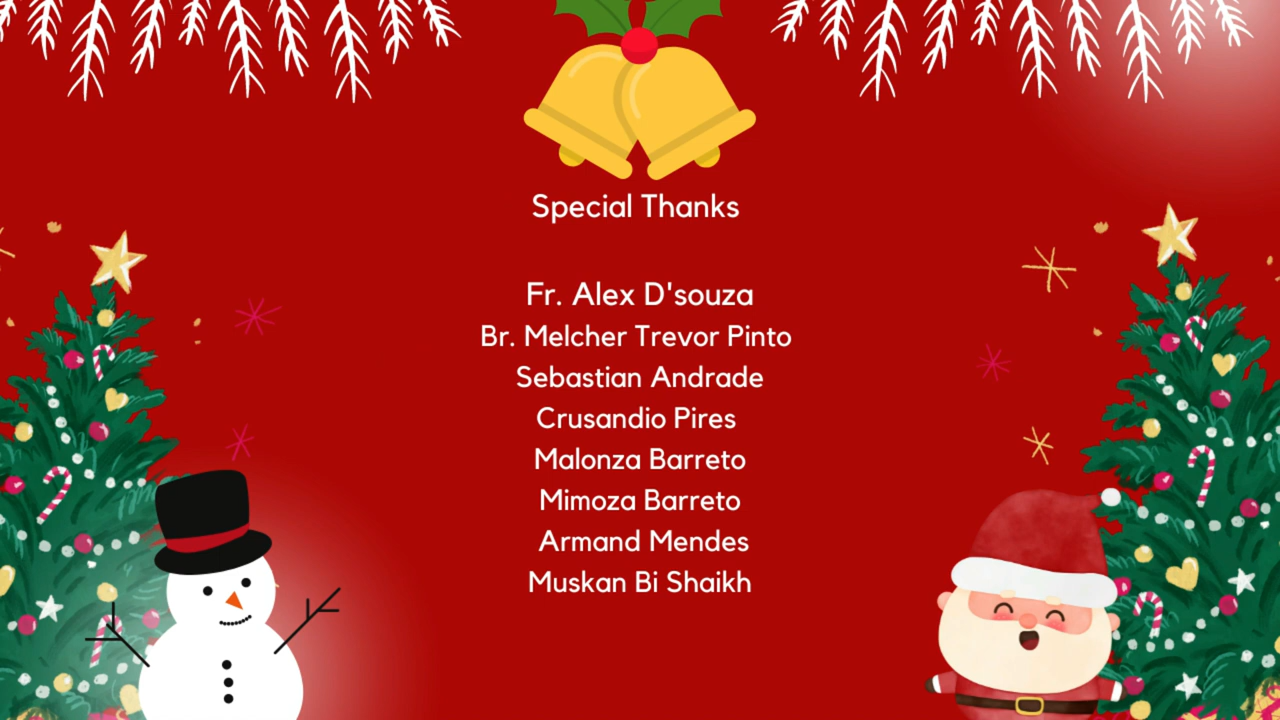 Special Thanks
Fr. Alex D'souza
Br. Melcher Trevor Pinto
Sebastian Andrade
Crusandio Pires
Malonza Barreto
Mimoza Barreto
Armand Mendes
Muskan Bi Shaikh